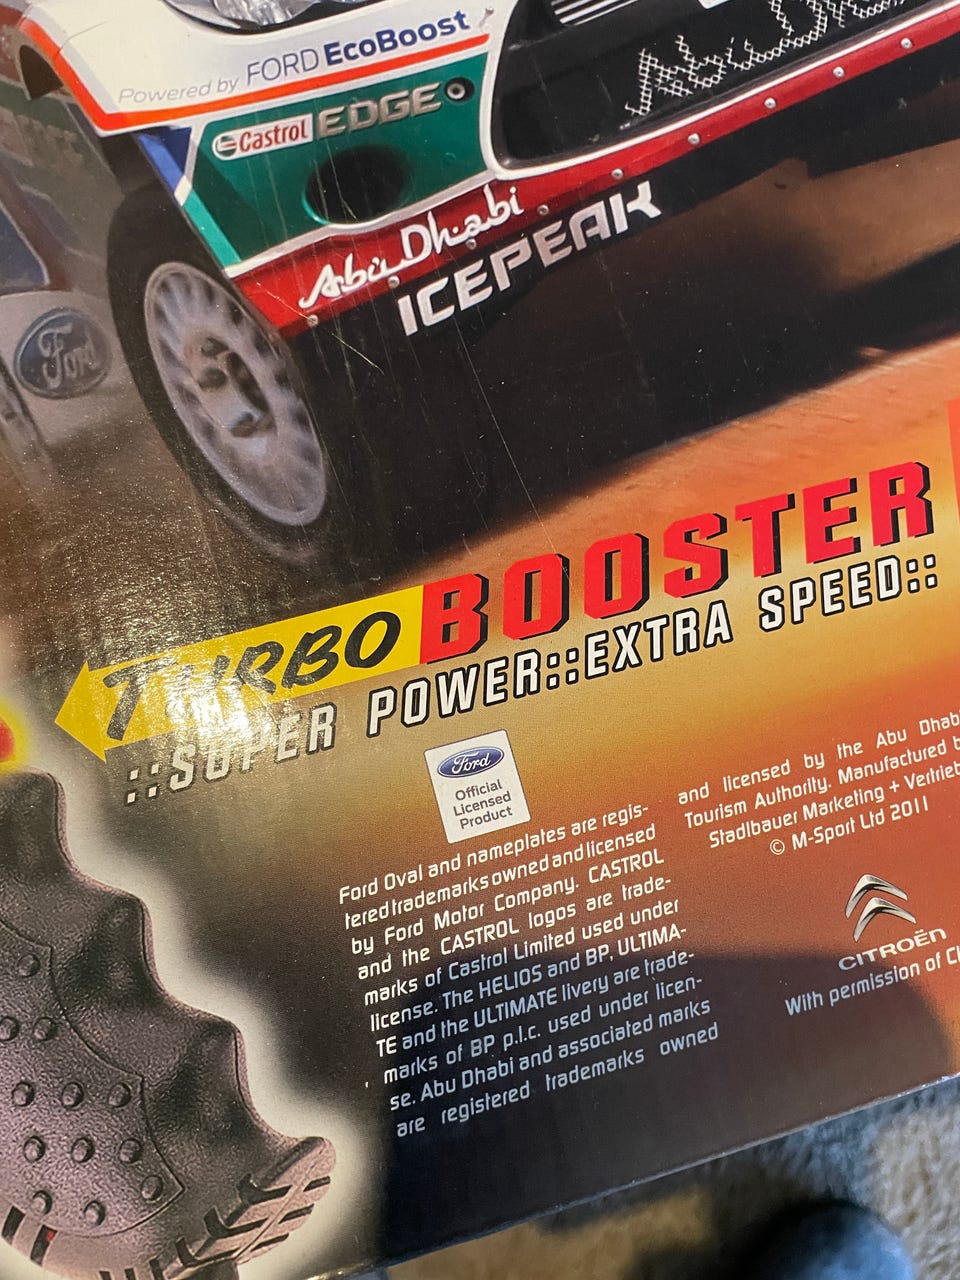 Powered by FORD EcoBoost
Castrol EDGE
Abu Dhabi
Abu Dhabi
ICEPEAK
Ford
TURBO BOOSTER
::SUPER POWER::EXTRA SPEED::
Ford
Official
Licensed
Product
Ford Oval and nameplates are regis-
tered trademarks owned and licensed
by Ford Motor Company. CASTROL
and the CASTROL logos are trade-
marks of Castrol Limited used under
license. The HELIOS and BP, ULTIMA-
TE and the ULTIMATE livery are trade-
marks of BP p.l.c. used under licen-
se. Abu Dhabi and associated marks
are registered trademarks owned
and licensed by the Abu Dhabi
Tourism Authority. Manufactured b
Stadlbauer Marketing + Vertrieb
© M-Sport Ltd 2011
CITROËN
With permission of CI